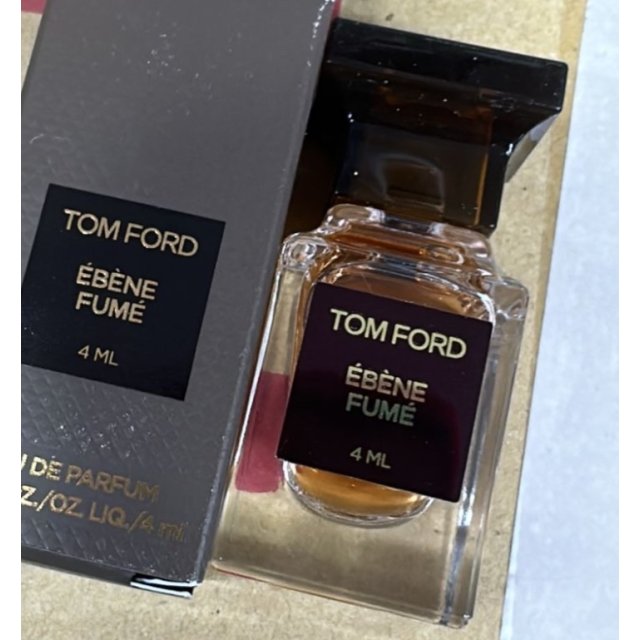 TOM FORD
ÉBÈNE
FUMÉ
4 ML
DE PARFUM
/OZ. LIQ./4 ml
TOM FORD
ÉBÈNE
FUMÉ
4 ML